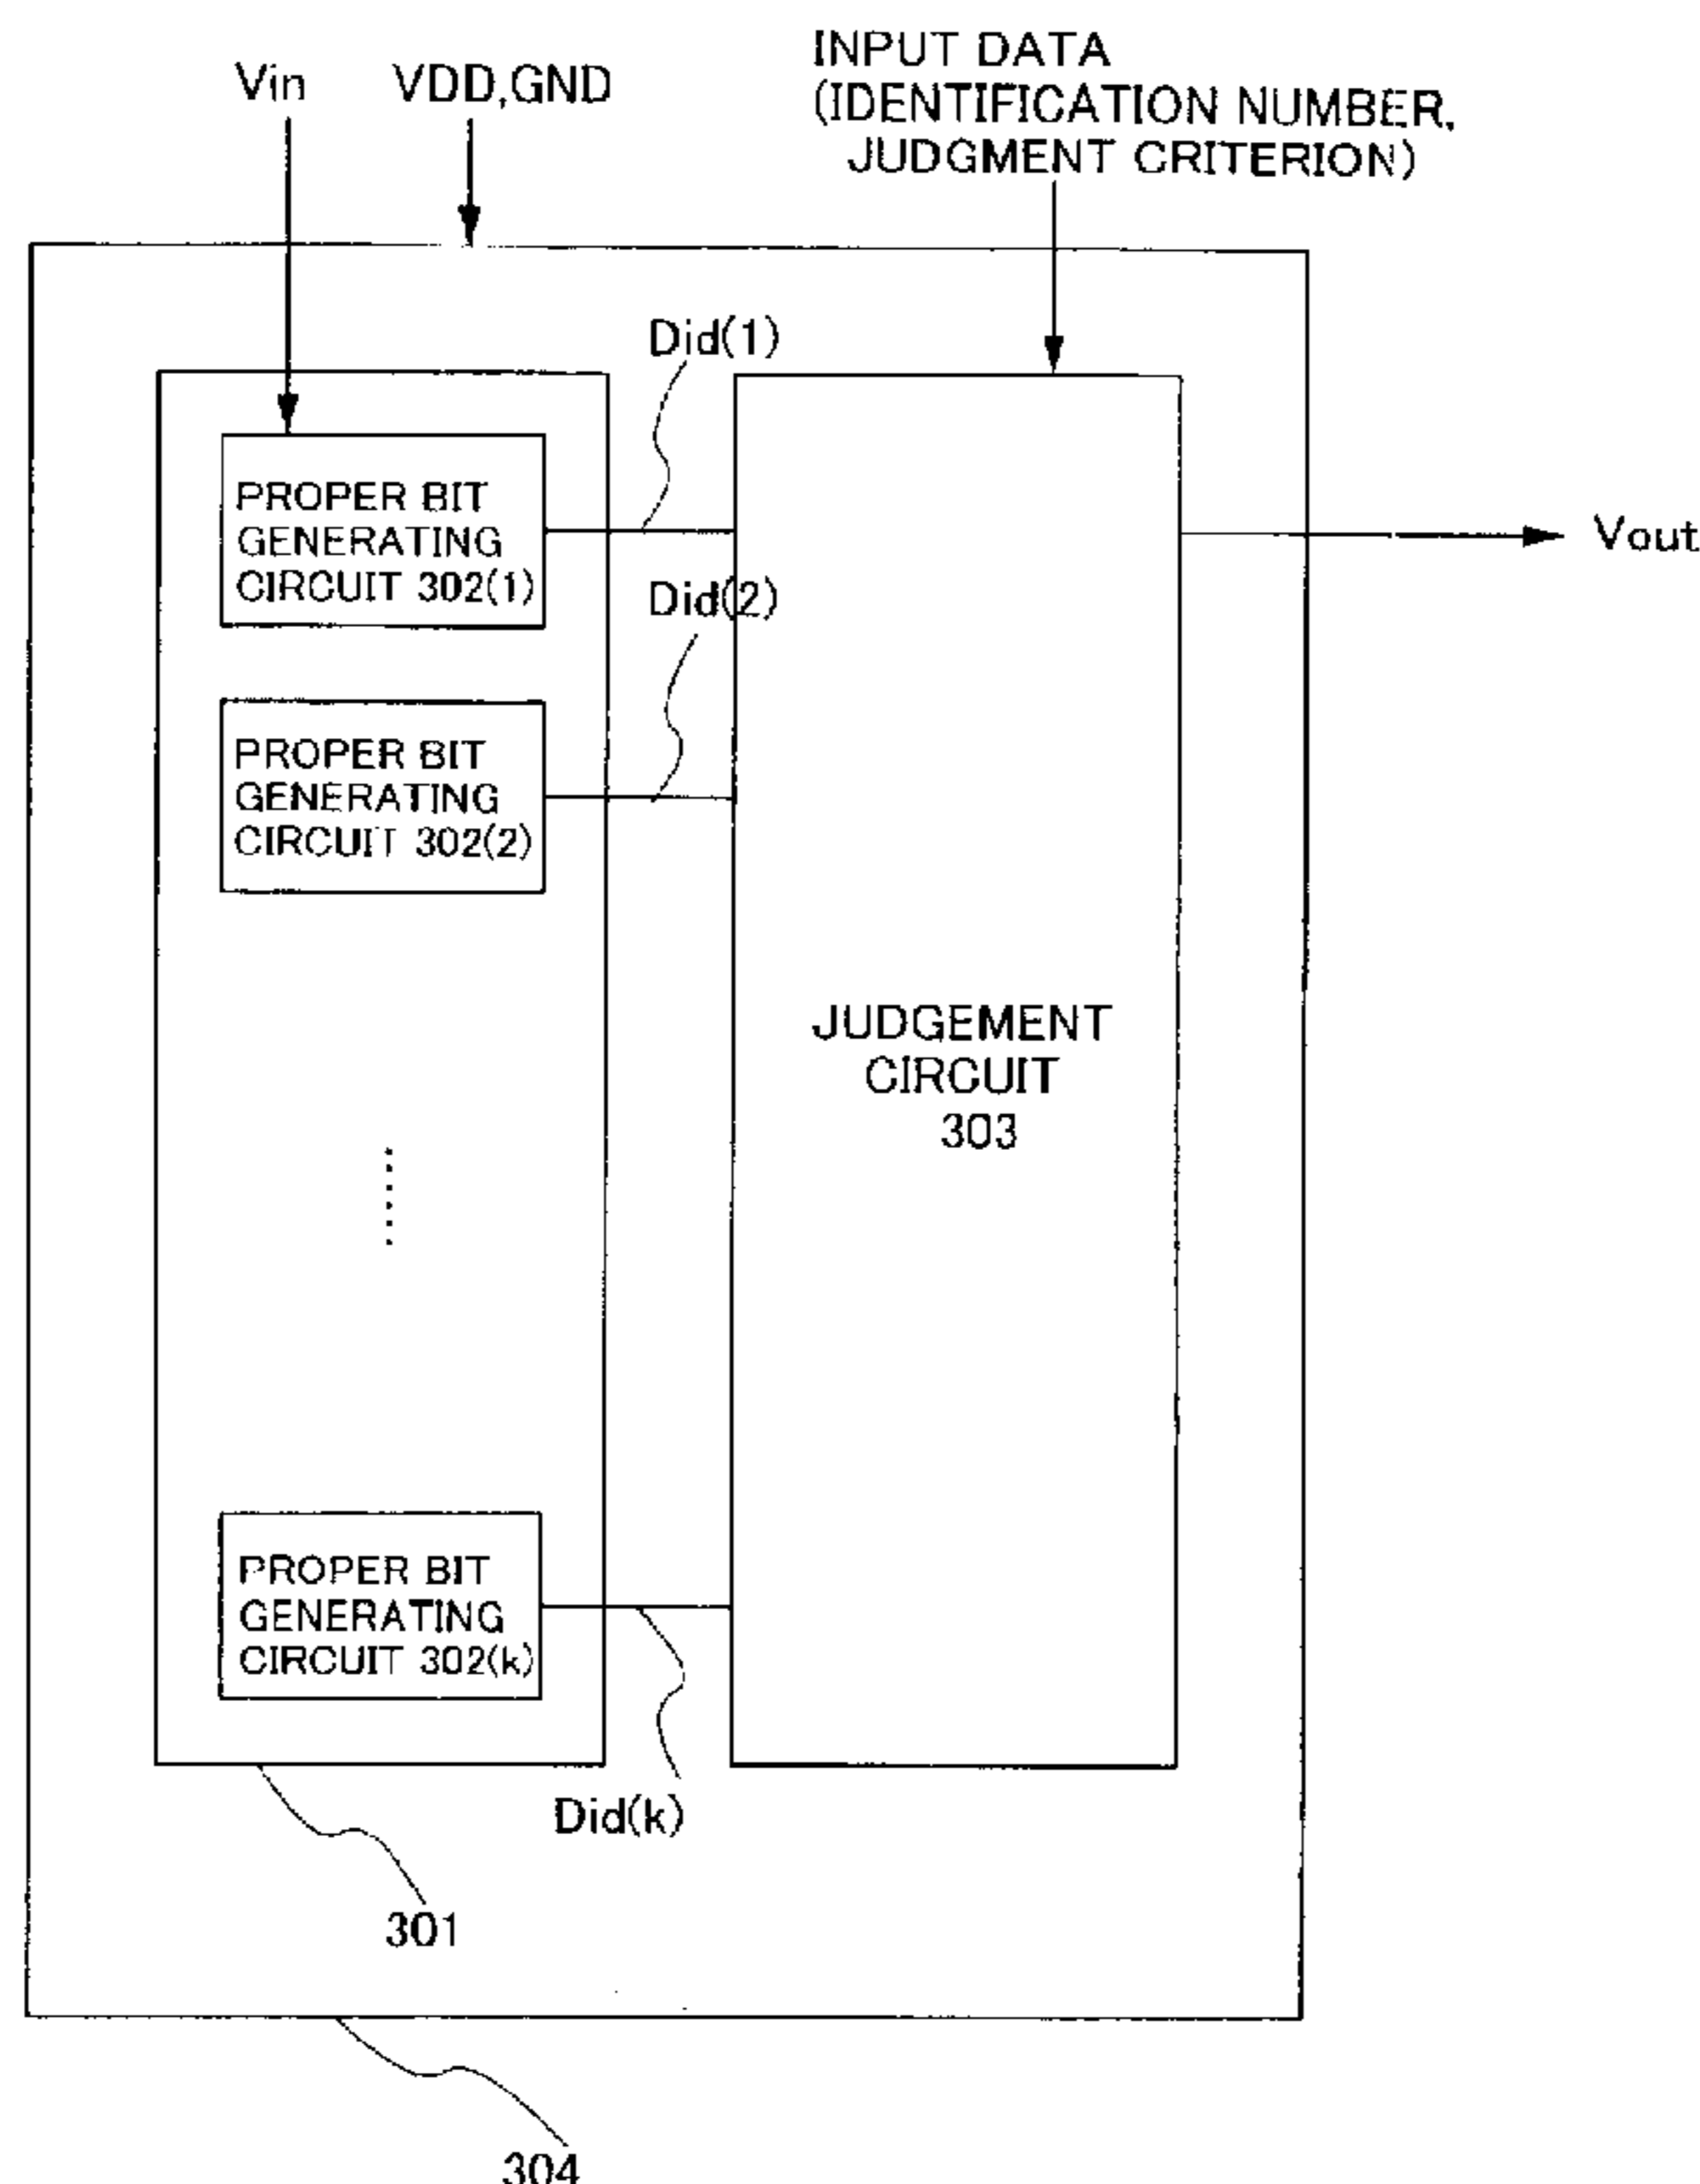 Vin
VDD,GND
INPUT DATA
(IDENTIFICATION NUMBER,
JUDGMENT CRITERION)
Did(1)
PROPER BIT
GENERATING
CIRCUIT 302(1)
Vout
Did(2)
PROPER BIT
GENERATING
CIRCUIT 302(2)
JUDGEMENT
CIRCUIT
303
PROPER BIT
GENERATING
CIRCUIT 302(k)
Did(k)
301
304